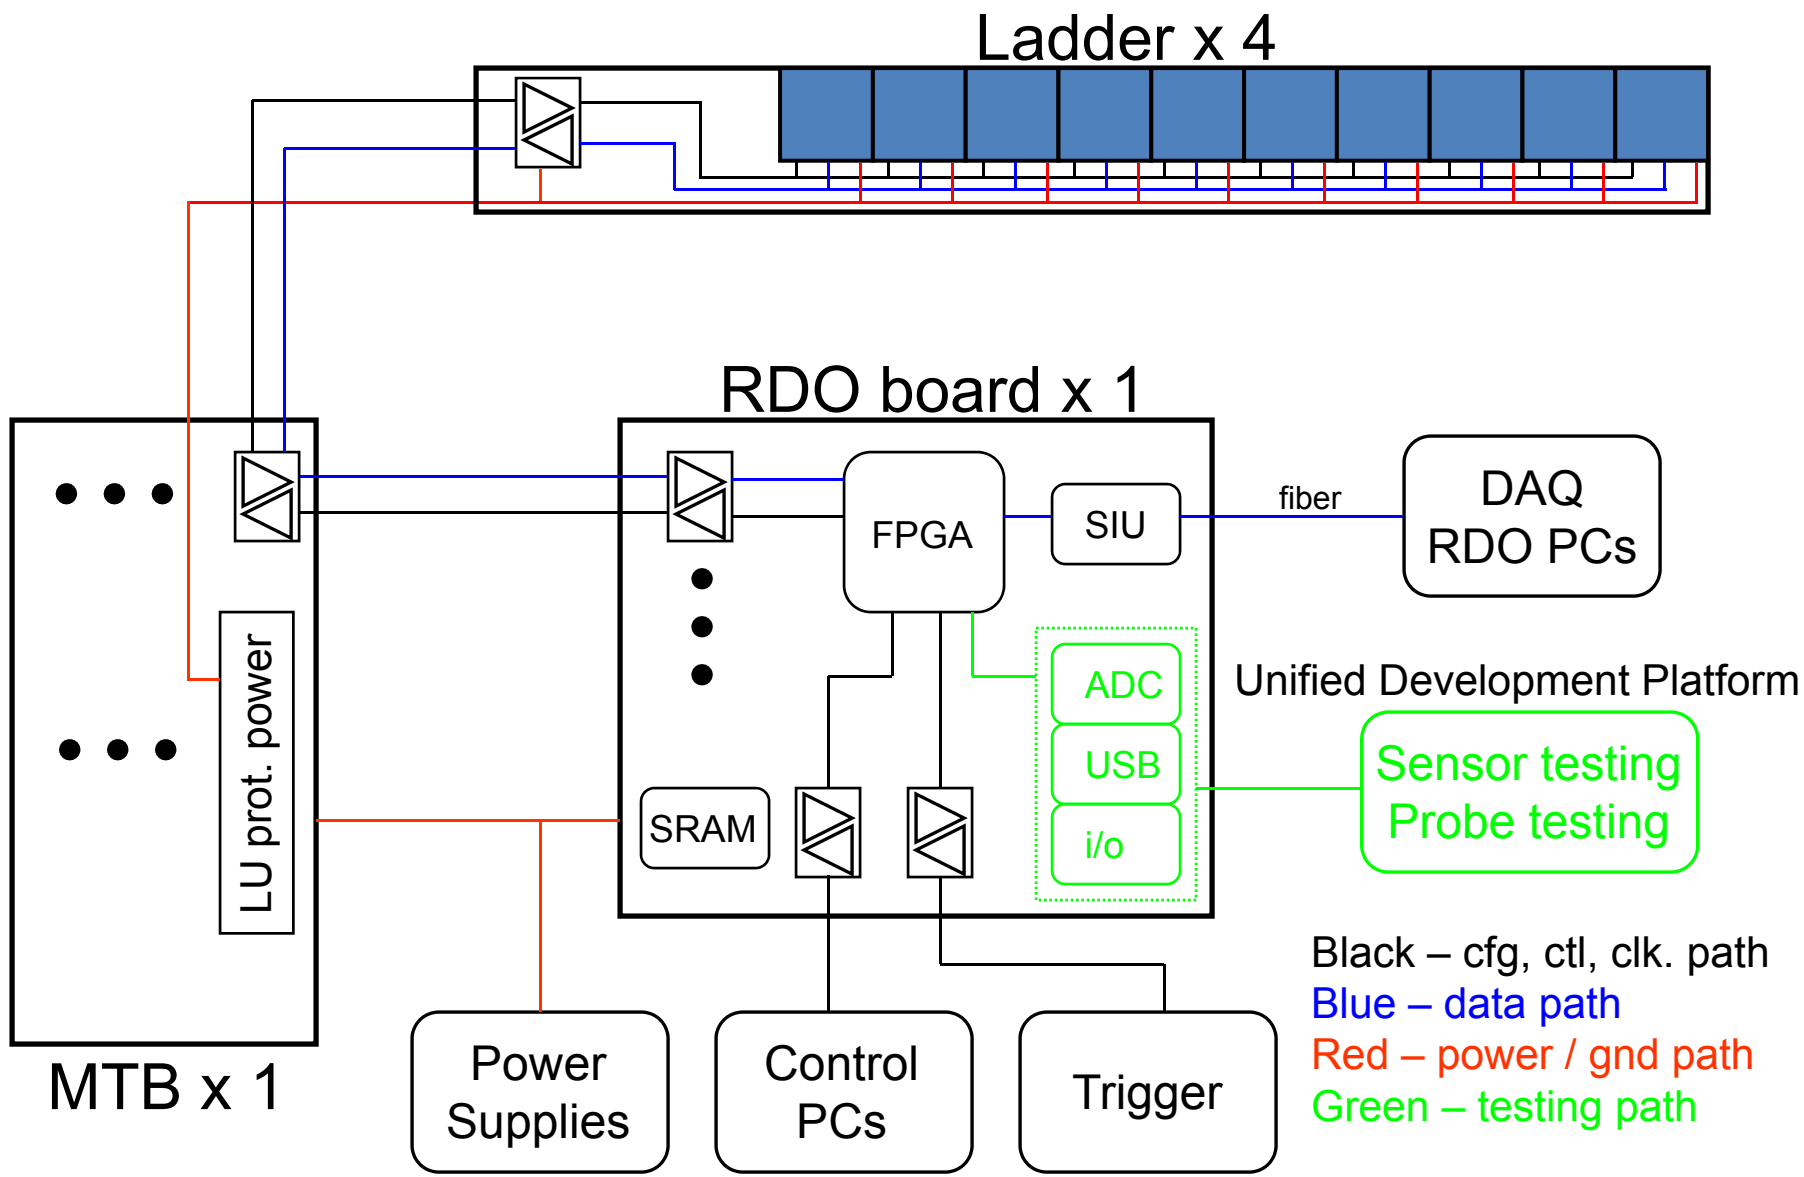 Ladder x 4
RDO board x 1
FPGA
SIU
fiber
DAQ
RDO PCs
LU prot. power
ADC
USB
i/o
SRAM
Unified Development Platform
Sensor testing
Probe testing
MTB x 1
Power
Supplies
Control
PCs
Trigger
Black – cfg, ctl, clk. path
Blue – data path
Red – power / gnd path
Green – testing path